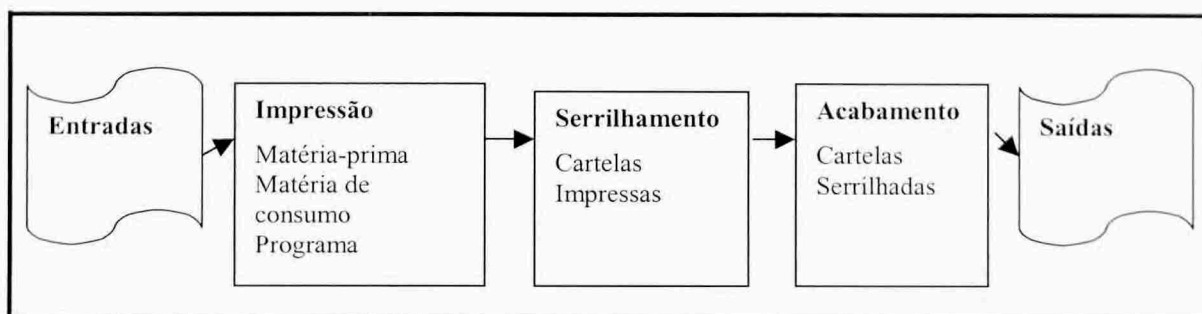 Entradas
Impressão
Matéria-prima
Matéria de
consumo
Programa
Serrilhamento
Cartelas
Impressas
Acabamento
Cartelas
Serrilhadas
Saídas